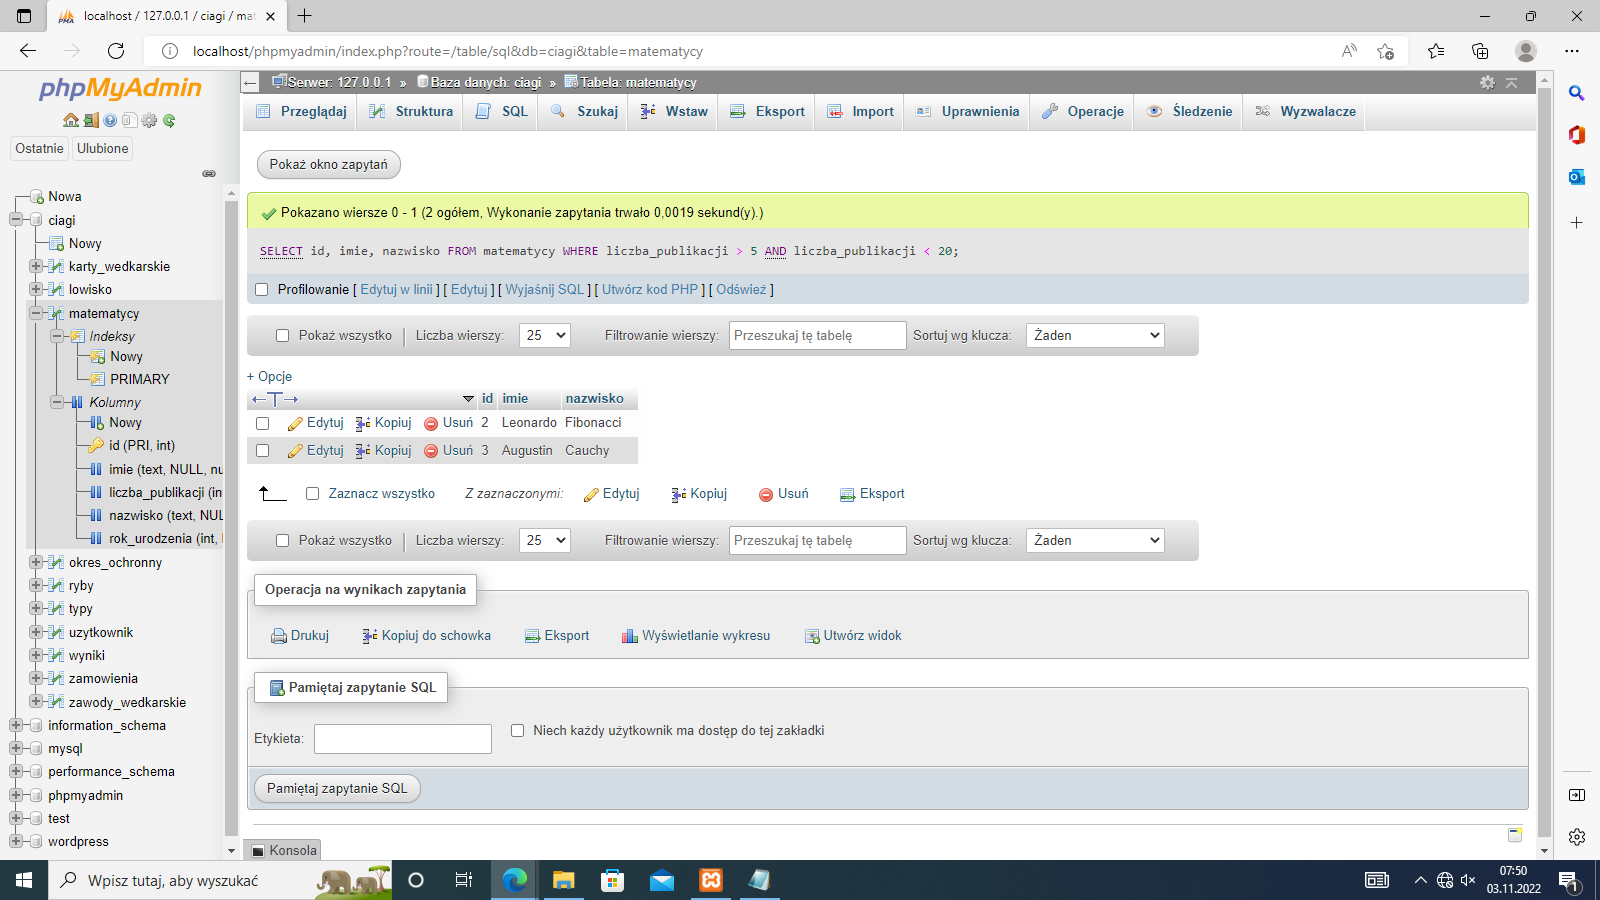 localhost / 127.0.0.1 / ciagi / mat
localhost/phpmyadmin/index.php?route=/table/sql&db=ciagi&table=matematycy
phpMyAdmin
Ostatnie Ulubione
Nowa
ciagi
Nowy
karty_wedkarskie
lowisko
matematycy
Indeksy
Nowy
PRIMARY
Kolumny
Nowy
id (PRI, int)
imie (text, NULL, nu
liczba_publikacji (in
nazwisko (text, NUL
rok_urodzenia (int,
okres_ochronny
ryby
typy
uzytkownik
wyniki
zamowienia
zawody_wedkarskie
information_schema
mysql
performance_schema
phpmyadmin
test
wordpress
Serwer: 127.0.0.1 » Baza danych: ciagi » Tabela: matematycy
Przeglądaj Struktura SQL Szukaj Wstaw Eksport Import Uprawnienia Operacje Śledzenie Wyzwalacze
Pokaż okno zapytań
Pokazano wiersze 0 - 1 (2 ogółem, Wykonanie zapytania trwało 0,0019 sekund(y).)
SELECT id, imie, nazwisko FROM matematycy WHERE liczba_publikacji > 5 AND liczba_publikacji < 20;
Profilowanie [ Edytuj w linii ] [ Edytuj ] [ Wyjaśnij SQL ] [ Utwórz kod PHP ] [ Odśwież ]
Pokaż wszystko Liczba wierszy: 25 Filtrowanie wierszy: Przeszukaj tę tabelę Sortuj wg klucza: Żaden
+ Opcje
id imie nazwisko
Edytuj Kopiuj Usuń 2 Leonardo Fibonacci
Edytuj Kopiuj Usuń 3 Augustin Cauchy
Zaznacz wszystko Z zaznaczonymi: Edytuj Kopiuj Usuń Eksport
Pokaż wszystko Liczba wierszy: 25 Filtrowanie wierszy: Przeszukaj tę tabelę Sortuj wg klucza: Żaden
Operacja na wynikach zapytania
Drukuj Kopiuj do schowka Eksport Wyświetlanie wykresu Utwórz widok
Pamiętaj zapytanie SQL
Etykieta: Niech każdy użytkownik ma dostęp do tej zakładki
Pamiętaj zapytanie SQL
Konsola
Wpisz tutaj, aby wyszukać
07:50
03.11.2022
1